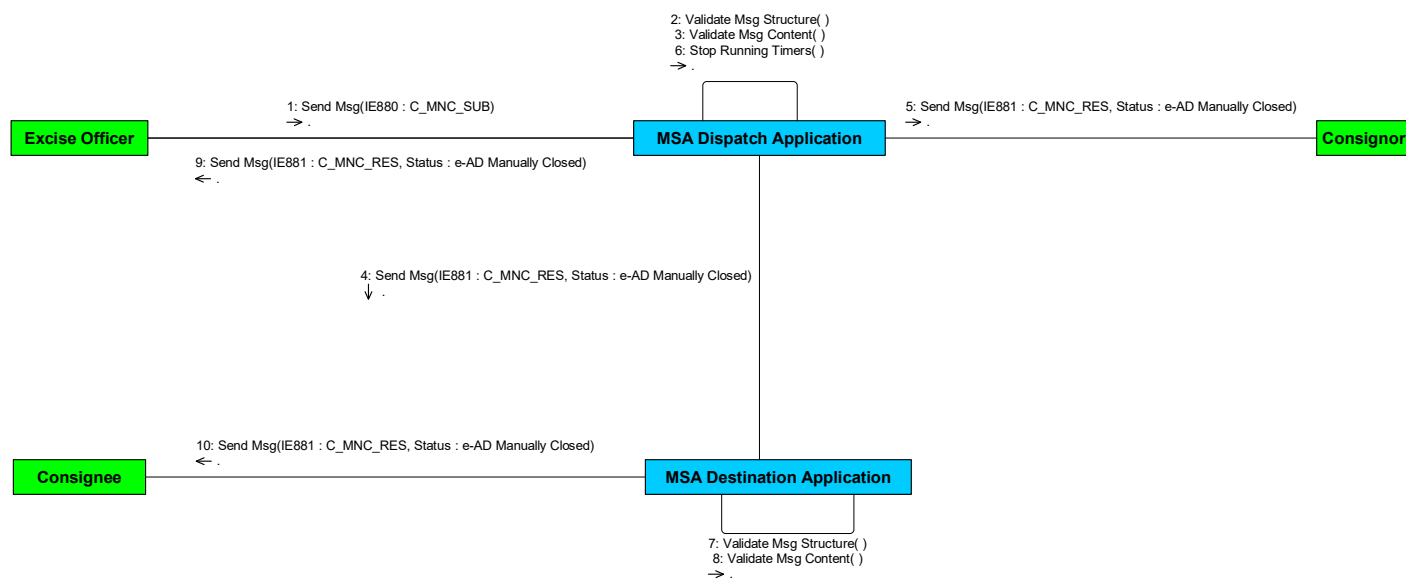 2: Validate Msg Structure( )
3: Validate Msg Content( )
6: Stop Running Timers( )
.
1: Send Msg(IE880 : C_MNC_SUB)
.
5: Send Msg(IE881 : C_MNC_RES, Status : e-AD Manually Closed)
.
Excise Officer
MSA Dispatch Application
Consignor
9: Send Msg(IE881 : C_MNC_RES, Status : e-AD Manually Closed)
.
4: Send Msg(IE881 : C_MNC_RES, Status : e-AD Manually Closed)
.
10: Send Msg(IE881 : C_MNC_RES, Status : e-AD Manually Closed)
.
Consignee
MSA Destination Application
7: Validate Msg Structure( )
8: Validate Msg Content( )
.